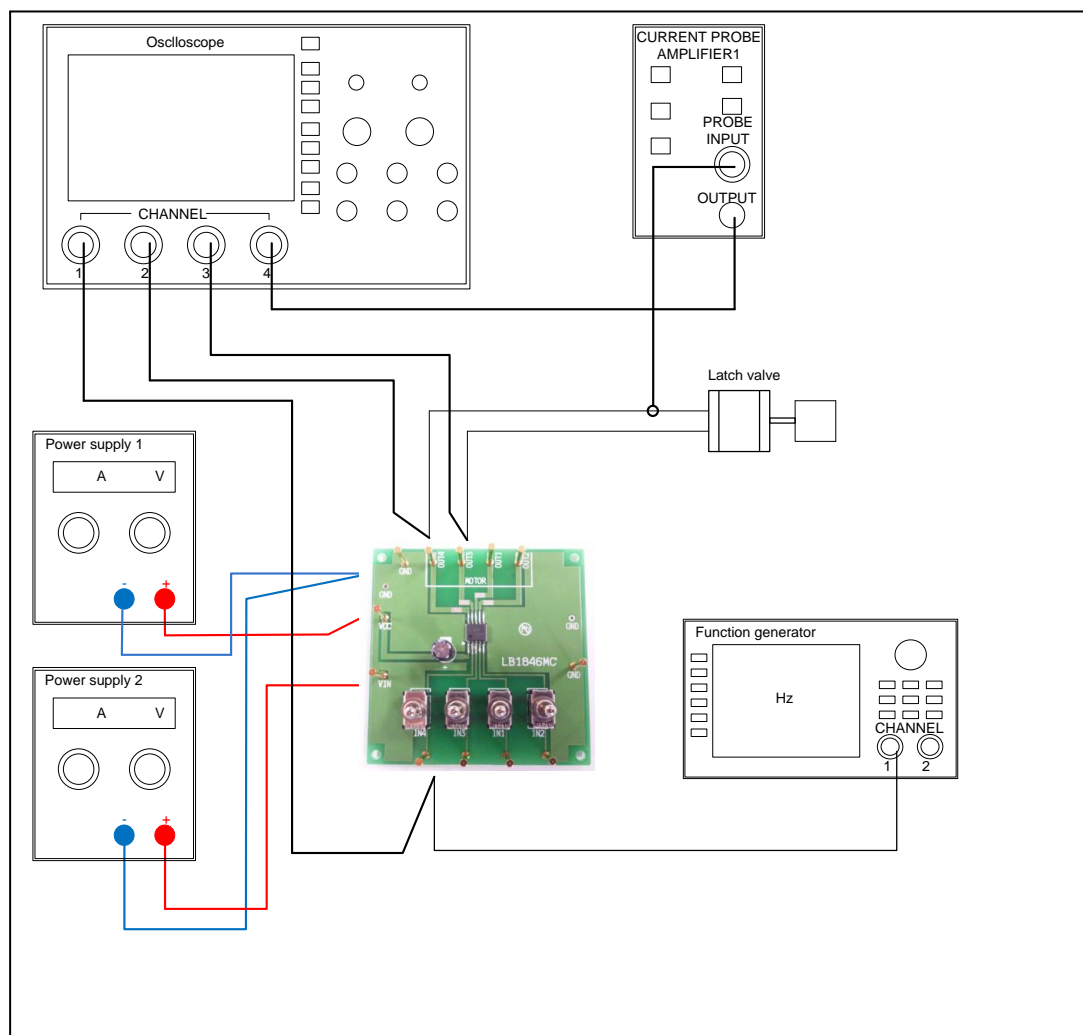 Osclloscope
CHANNEL
1 2 3 4
CURRENT PROBE
AMPLIFIER1
PROBE
INPUT
OUTPUT
Latch valve
Power supply 1
A V
- +
Power supply 2
A V
- +
GND
OUT4
OUT3
OUT1
OUT2
MOTOR
GND
VCC
GND
LB1846MC
VIN
GND
IN4 IN3 IN1 IN2
Function generator
Hz
CHANNEL
1 2